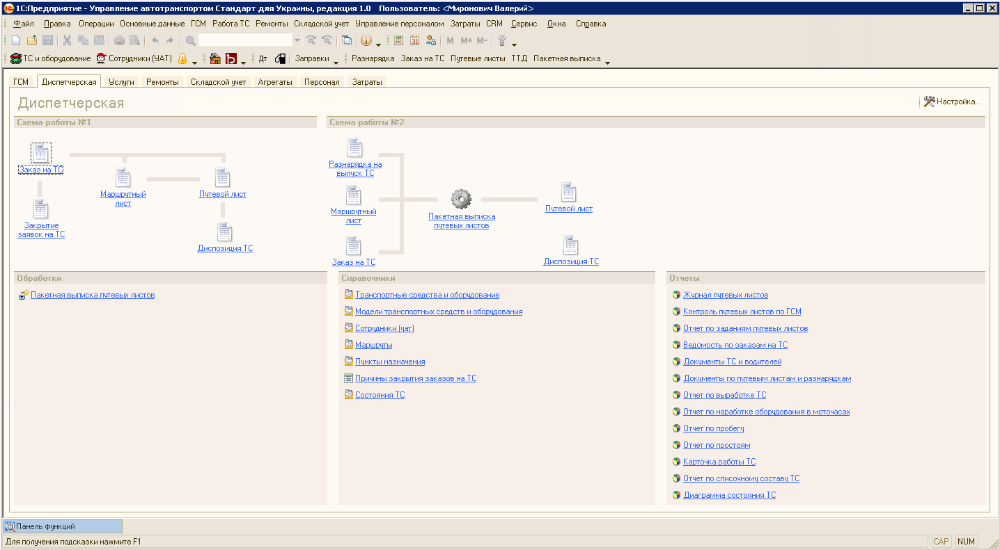 1С:Предприятие - Управление автотранспортом Стандарт для Украины, редакция 1.0 Пользователь: <Миронович Валерий>
Файл Правка Операции Основные данные ГСМ Работа ТС Ремонты Складской учет Управление персоналом Затраты CRM Сервис Окна Справка
31 M M+ M-
ТС и оборудование Сотрудники (УАТ) Дт Заправки Разнарядка Заказ на ТС Путевые листы ТТД Пакетная выписка
ГСМ Диспетчерская Услуги Ремонты Складской учет Агрегаты Персонал Затраты
Диспетчерская
Настройка...
Схема работы №1
Заказ на ТС
Маршрутный
лист
Путевой лист
Закрытие
заявок на ТС
Диспозиция ТС
Схема работы №2
Разнарядка на
выпуск ТС
Маршрутный
лист
Заказ на ТС
Пакетная выписка
путевых листов
Путевой лист
Диспозиция ТС
Обработки
Пакетная выписка путевых листов
Справочники
Транспортные средства и оборудование
Модели транспортных средств и оборудования
Сотрудники (уат)
Маршруты
Пункты назначения
Причины закрытия заказов на ТС
Состояния ТС
Отчеты
Журнал путевых листов
Контроль путевых листов по ГСМ
Отчет по заданиям путевых листов
Ведомость по заказам на ТС
Документы ТС и водителей
Документы по путевым листам и разнарядкам
Отчет по выработке ТС
Отчет по наработке оборудования в моточасах
Отчет по пробегу
Отчет по простоям
Карточка работы ТС
Отчет по списочному составу ТС
Диаграмма состояния ТС
Панель функций
Для получения подсказки нажмите F1
CAP NUM